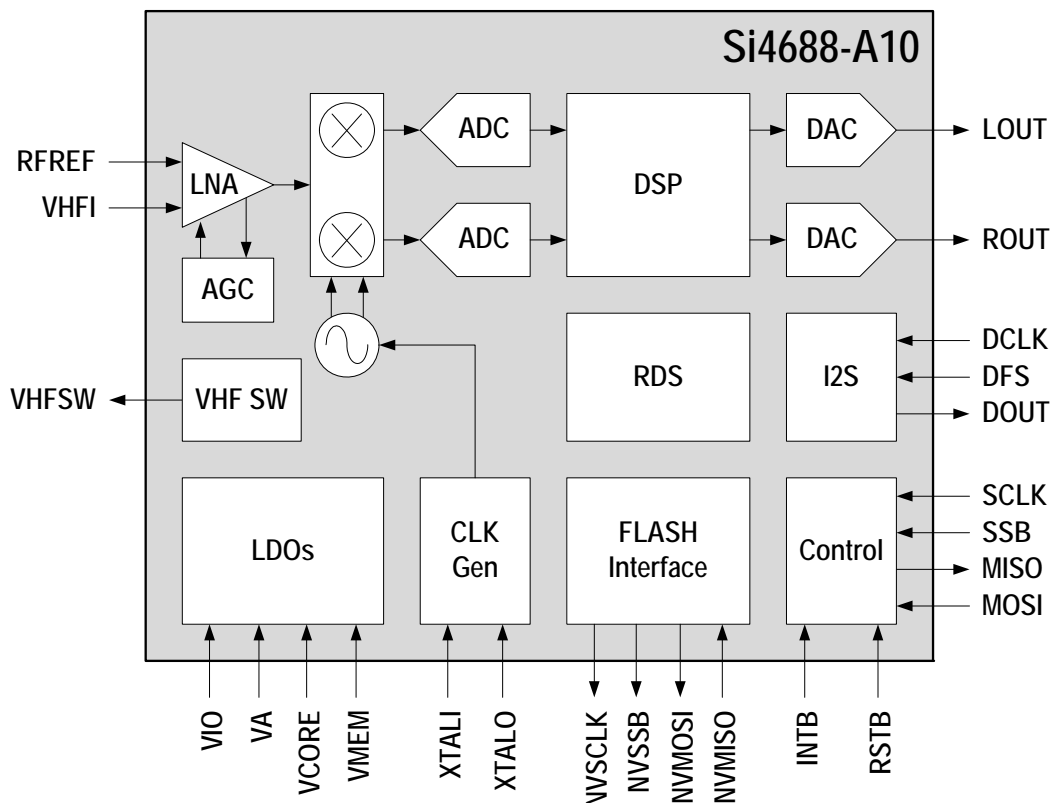 Si4688-A10
RFREF
VHFI
LNA
AGC
ADC
ADC
DSP
DAC
DAC
LOUT
ROUT
VHFSW
VHF SW
RDS
I2S
DCLK
DFS
DOUT
LDOs
CLK
Gen
FLASH
Interface
Control
SCLK
SSB
MISO
MOSI
VIO
VA
VCORE
VMEM
XTALI
XTALO
NVSCLK
NVSSB
NVMOSI
NVMISO
INTB
RSTB